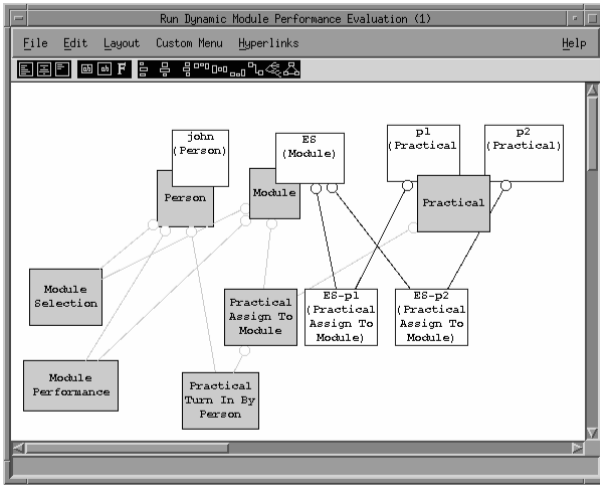 Run Dynamic Module Performance Evaluation (1)
File Edit Layout Custom Menu Hyperlinks Help
john
(Person)
ES
(Module)
p1
(Practical
p2
(Practical)
Person
Module
Practical
Module
Selection
Practical
Assign To
Module
ES-p1
(Practical
Assign To
Module)
ES-p2
(Practical
Assign To
Module)
Module
Performance
Practical
Turn In By
Person